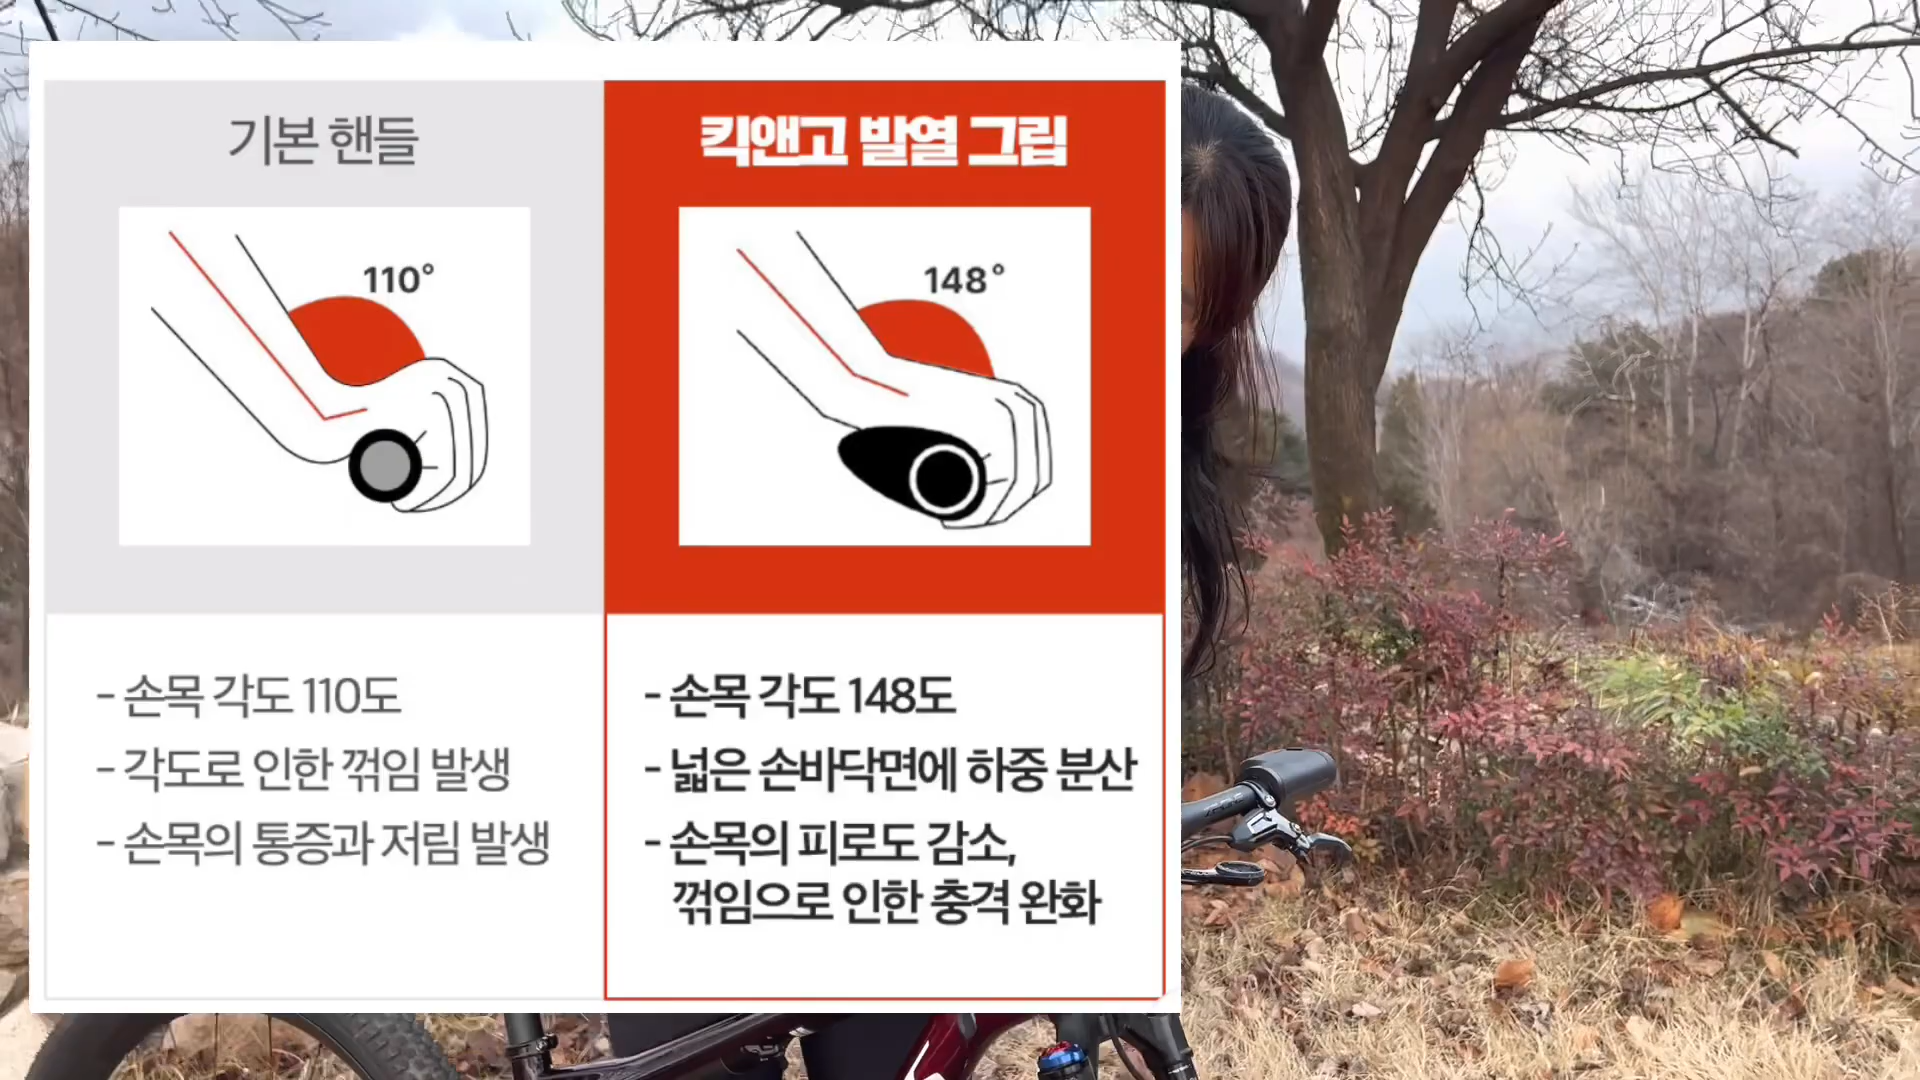 기본 핸들
110°
- 손목 각도 110도
- 각도로 인한 꺾임 발생
- 손목의 통증과 저림 발생
킥앤고 발열 그립
148°
- 손목 각도 148도
- 넓은 손바닥면에 하중 분산
- 손목의 피로도 감소,
꺾임으로 인한 충격 완화